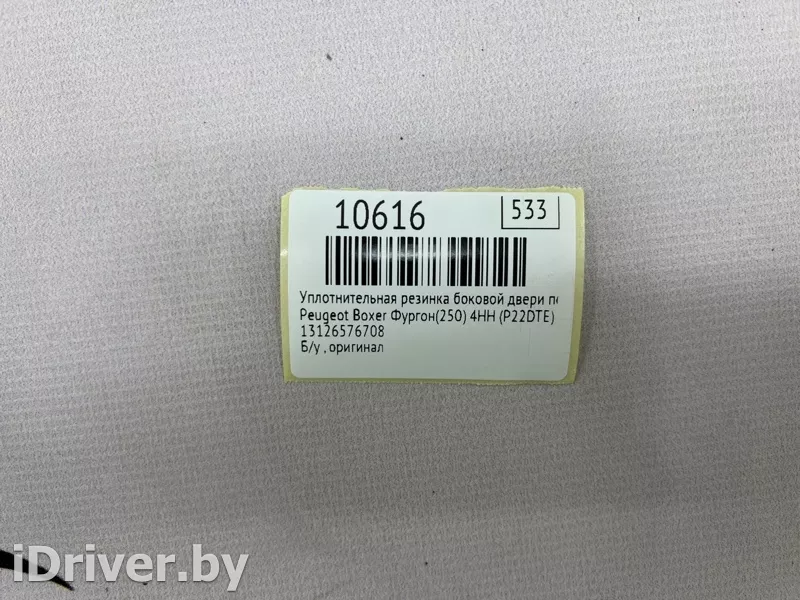 10616
533
Уплотнительная резинка боковой двери
Peugeot Boxer Фургон(250) 4HH (P22DTE)
13126576708
Б/у , оригинал
iDriver.by